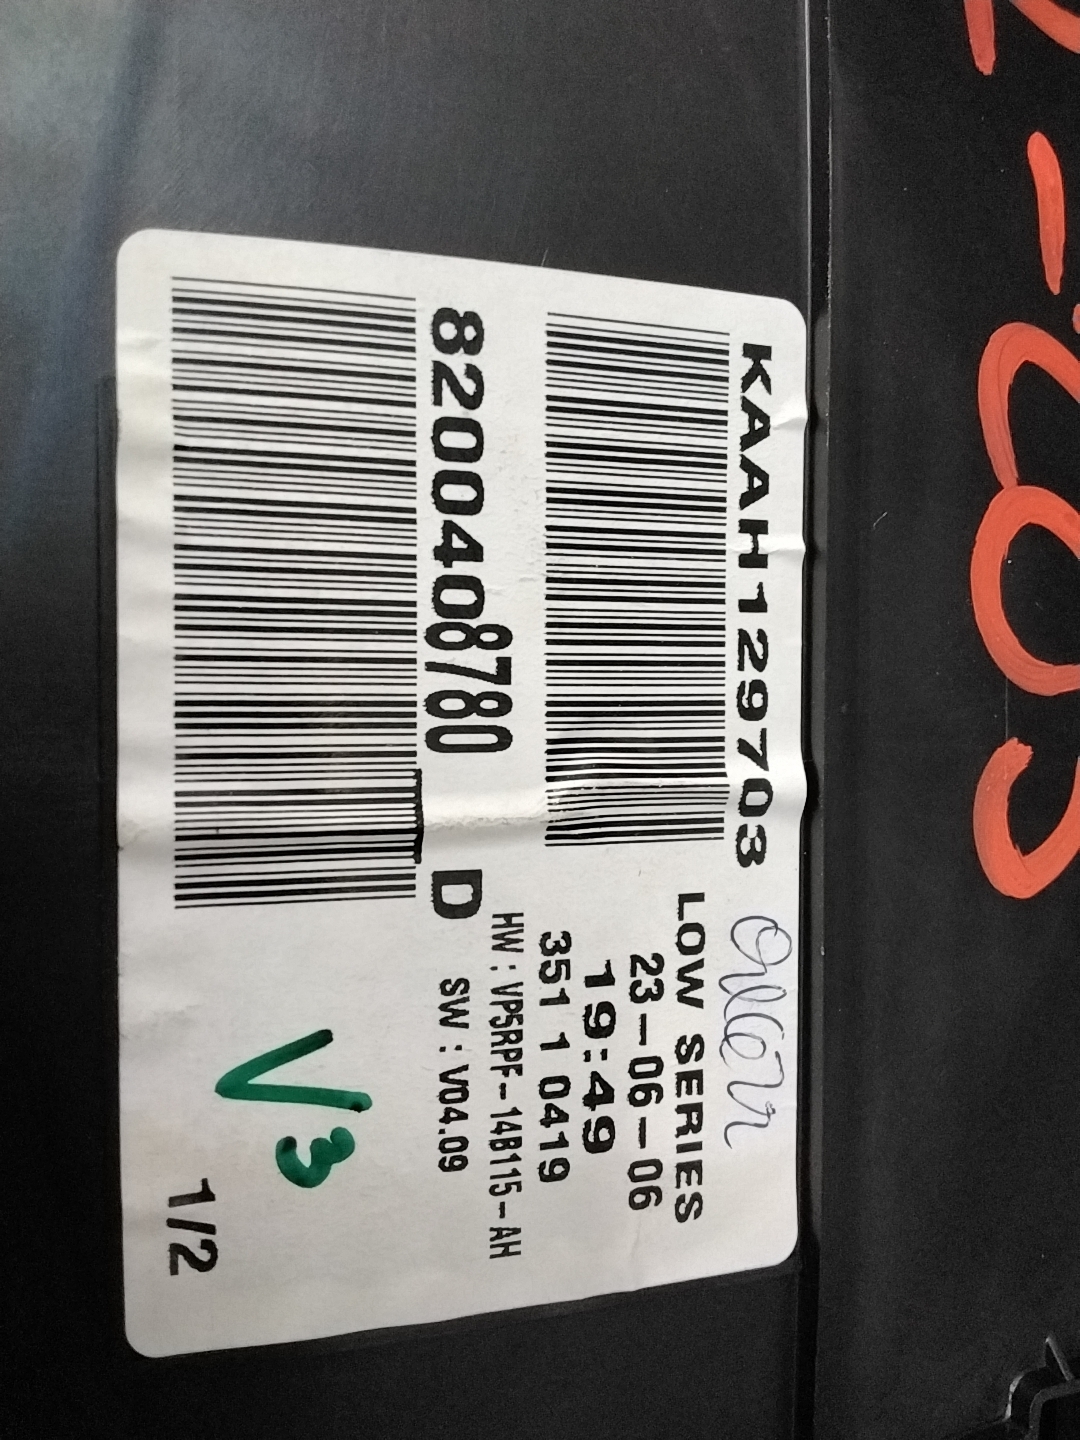 KAAH129703
LOW SERIES
23-06-06
19:49
351 1 0419
8200408780 D
HW : VP5RPF-14B115-AH
SW : V04.09
V3
1/2